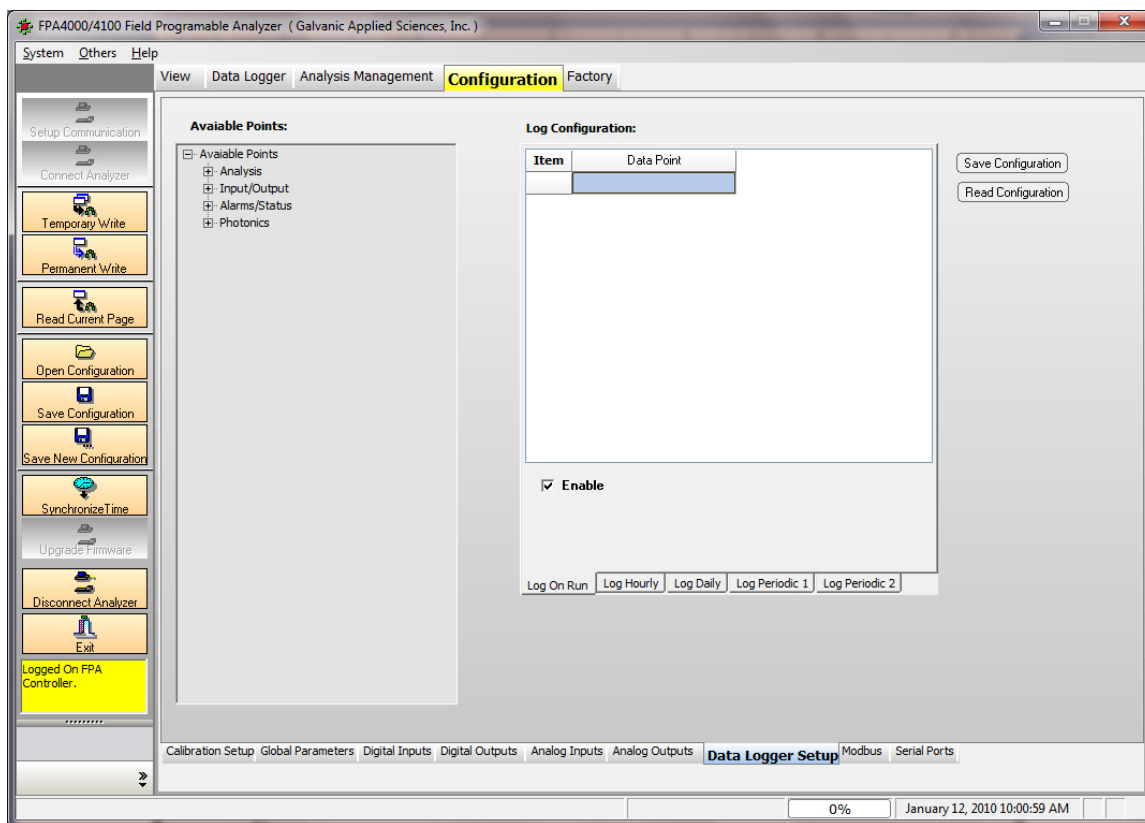 FPA4000/4100 Field Programable Analyzer ( Galvanic Applied Sciences, Inc. )
System Others Help
View Data Logger Analysis Management Configuration Factory
Setup Communication
Connect Analyzer
Temporary Write
Permanent Write
Read Current Page
Open Configuration
Save Configuration
Save New Configuration
SynchronizeTime
Upgrade Firmware
Disconnect Analyzer
Exit
Logged On FPA
Controller.
Avaiable Points:
Avaiable Points
Analysis
Input/Output
Alarms/Status
Photonics
Log Configuration:
Item Data Point
Enable
Log On Run Log Hourly Log Daily Log Periodic 1 Log Periodic 2
Save Configuration
Read Configuration
Calibration Setup Global Parameters Digital Inputs Digital Outputs Analog Inputs Analog Outputs Data Logger Setup Modbus Serial Ports
0% January 12, 2010 10:00:59 AM